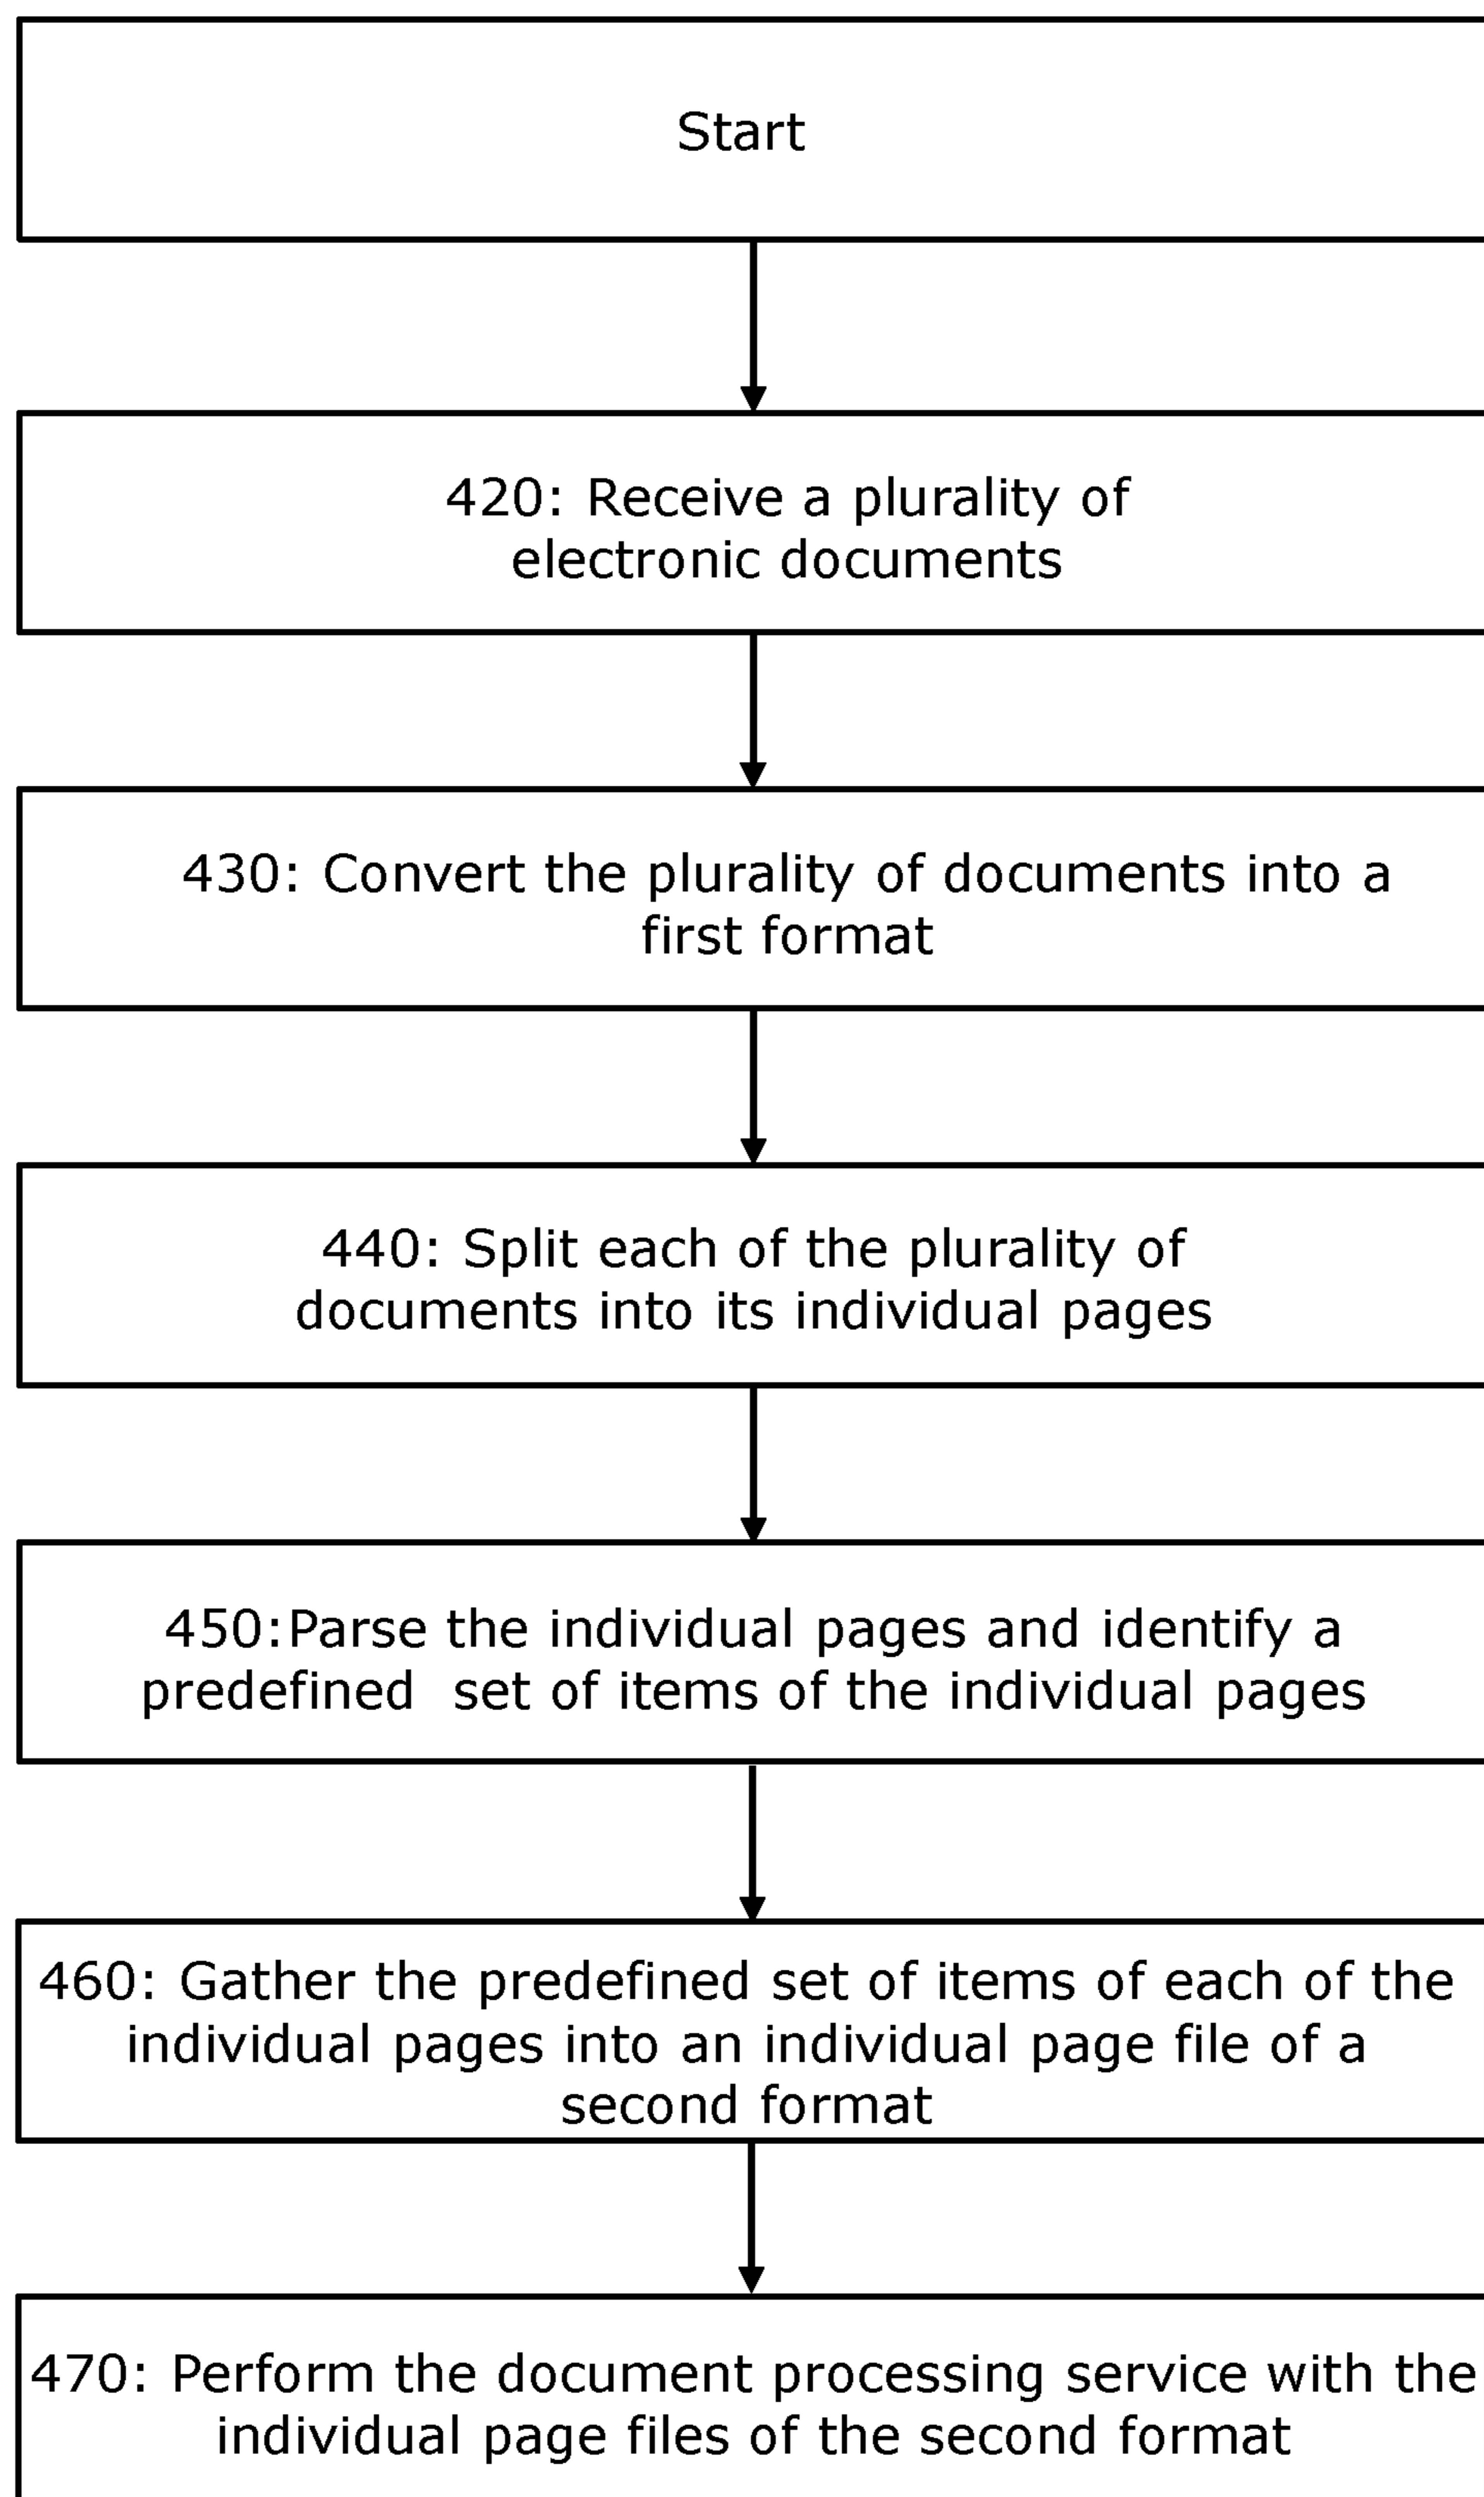 Start
420: Receive a plurality of
electronic documents
430: Convert the plurality of documents into a
first format
440: Split each of the plurality of
documents into its individual pages
450:Parse the individual pages and identify a
predefined  set of items of the individual pages
460: Gather the predefined set of items of each of the
individual pages into an individual page file of a
second format
470: Perform the document processing service with the
individual page files of the second format